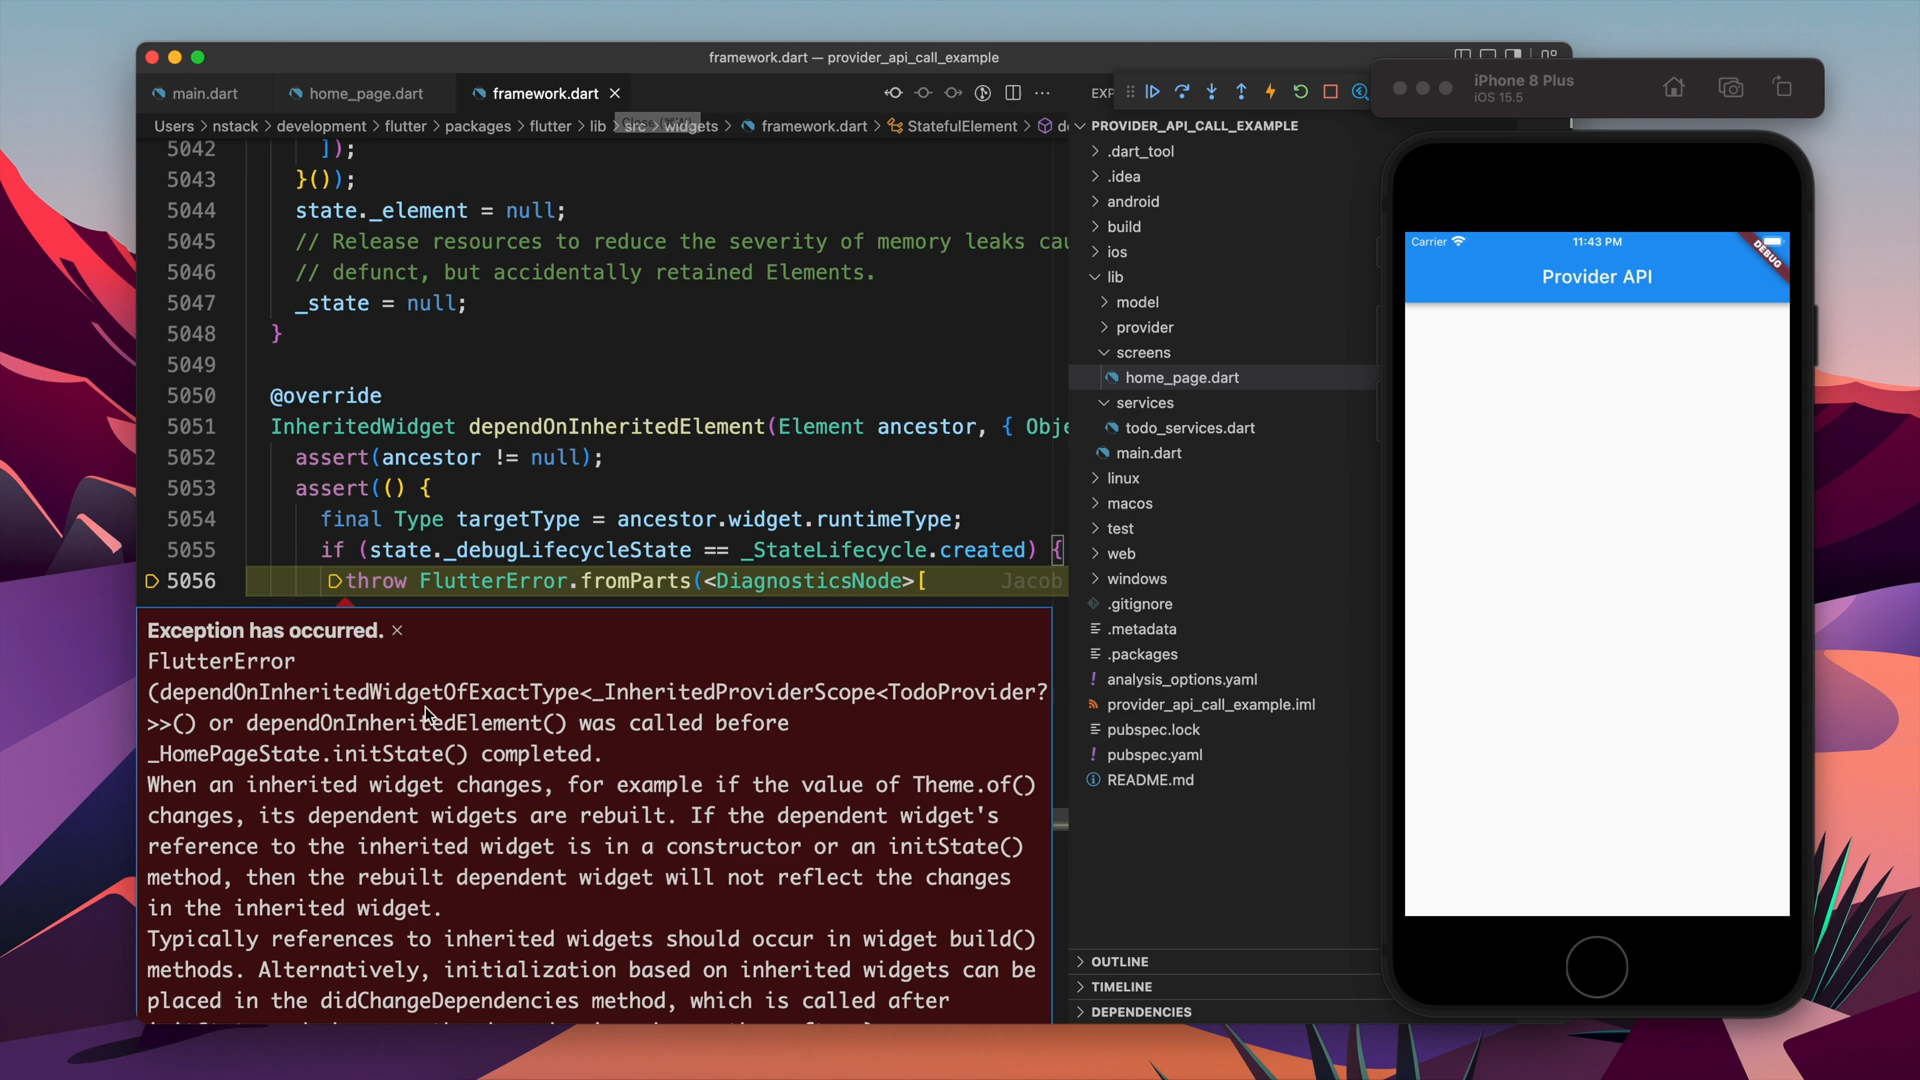 framework.dart — provider_api_call_example
main.dart
home_page.dart
framework.dart
EXP
iPhone 8 Plus
iOS 15.5
Users > nstack > development > flutter > packages > flutter > lib > src > widgets > framework.dart > StatefulElement >
Close (⌘W)
PROVIDER_API_CALL_EXAMPLE
5042 ]);
5043 }());
5044 state._element = null;
5045 // Release resources to reduce the severity of memory leaks cau
5046 // defunct, but accidentally retained Elements.
5047 _state = null;
5048 }
5049
5050 @override
5051 InheritedWidget dependOnInheritedElement(Element ancestor, { Obje
5052 assert(ancestor != null);
5053 assert(() {
5054 final Type targetType = ancestor.widget.runtimeType;
5055 if (state._debugLifecycleState == _StateLifecycle.created) {
5056 throw FlutterError.fromParts(<DiagnosticsNode>[ Jacob
Exception has occurred. ×
FlutterError
(dependOnInheritedWidgetOfExactType<_InheritedProviderScope<TodoProvider?
>>() or dependOnInheritedElement() was called before
_HomePageState.initState() completed.
When an inherited widget changes, for example if the value of Theme.of()
changes, its dependent widgets are rebuilt. If the dependent widget's
reference to the inherited widget is in a constructor or an initState()
method, then the rebuilt dependent widget will not reflect the changes
in the inherited widget.
Typically references to inherited widgets should occur in widget build()
methods. Alternatively, initialization based on inherited widgets can be
placed in the didChangeDependencies method, which is called after
.dart_tool
.idea
android
build
ios
lib
model
provider
screens
home_page.dart
services
todo_services.dart
main.dart
linux
macos
test
web
windows
.gitignore
.metadata
.packages
analysis_options.yaml
provider_api_call_example.iml
pubspec.lock
pubspec.yaml
README.md
OUTLINE
TIMELINE
DEPENDENCIES
Carrier
11:43 PM
DEBUG
Provider API